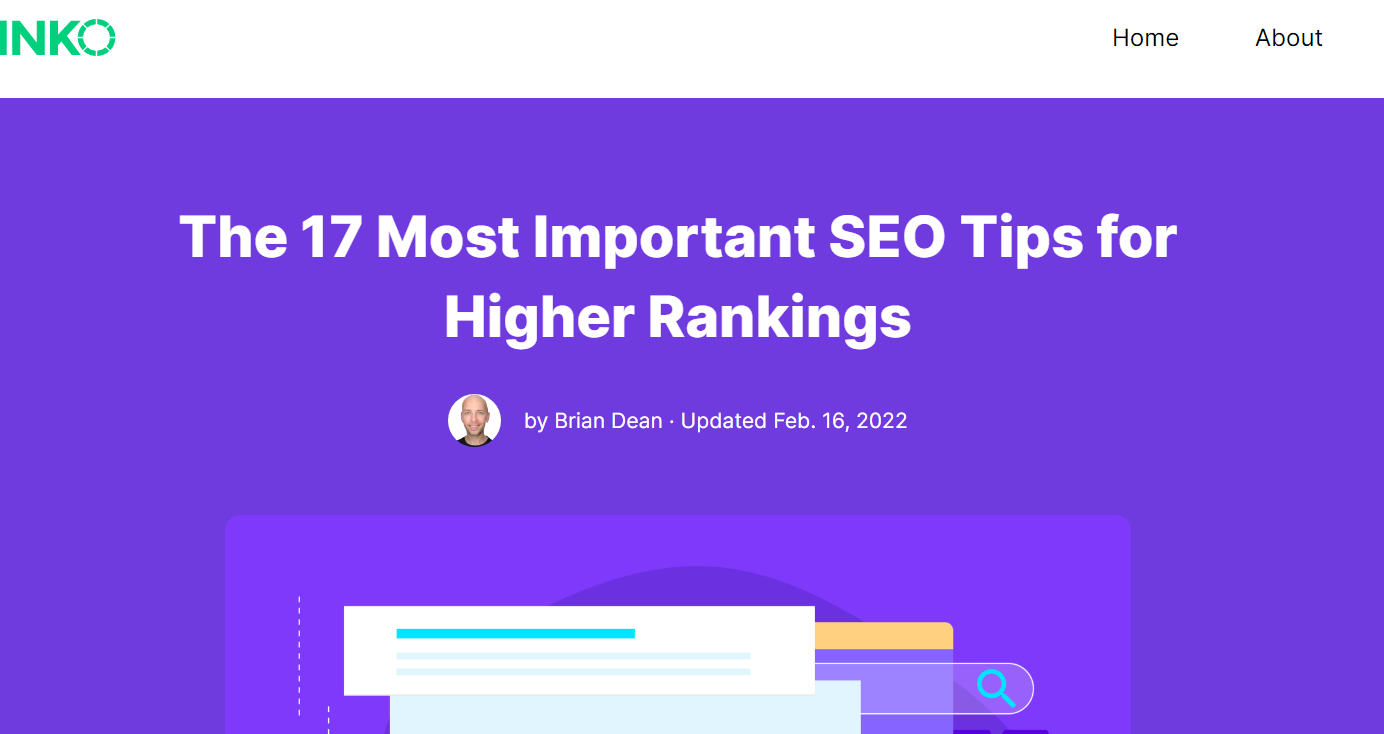 INKO
Home About
The 17 Most Important SEO Tips for
Higher Rankings
by Brian Dean · Updated Feb. 16, 2022